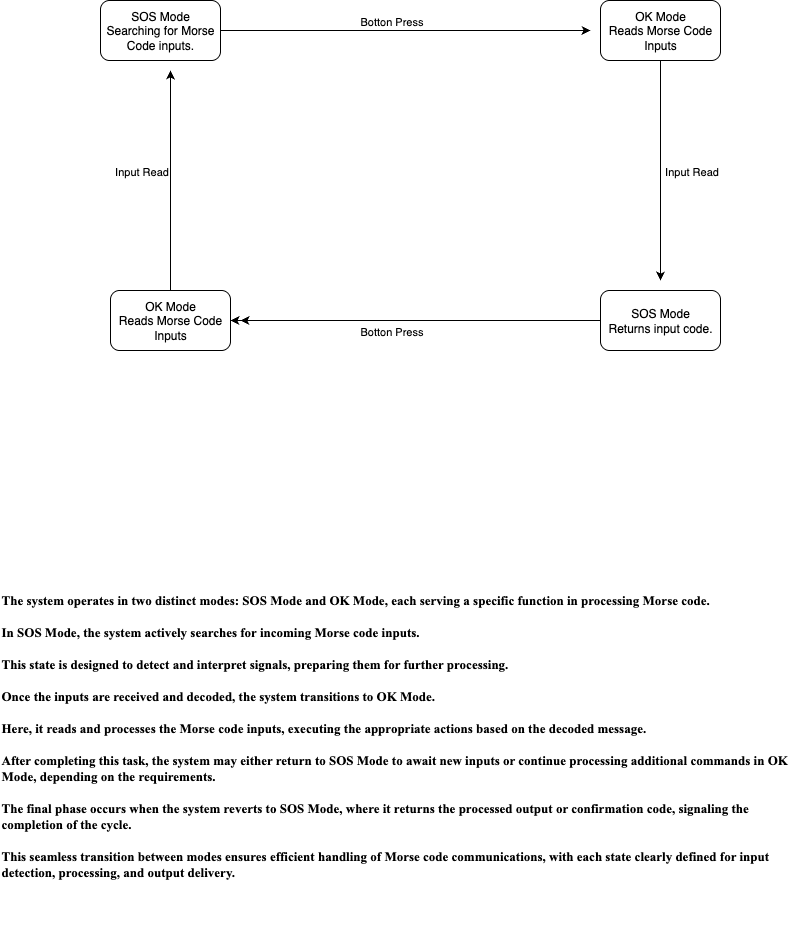 SOS Mode
Searching for Morse
Code inputs.
Botton Press
OK Mode
Reads Morse Code
Inputs
Input Read
Input Read
OK Mode
Reads Morse Code
Inputs
Botton Press
SOS Mode
Returns input code.
The system operates in two distinct modes: SOS Mode and OK Mode, each serving a specific function in processing Morse code.
In SOS Mode, the system actively searches for incoming Morse code inputs.
This state is designed to detect and interpret signals, preparing them for further processing.
Once the inputs are received and decoded, the system transitions to OK Mode.
Here, it reads and processes the Morse code inputs, executing the appropriate actions based on the decoded message.
After completing this task, the system may either return to SOS Mode to await new inputs or continue processing additional commands in OK
Mode, depending on the requirements.
The final phase occurs when the system reverts to SOS Mode, where it returns the processed output or confirmation code, signaling the
completion of the cycle.
This seamless transition between modes ensures efficient handling of Morse code communications, with each state clearly defined for input
detection, processing, and output delivery.